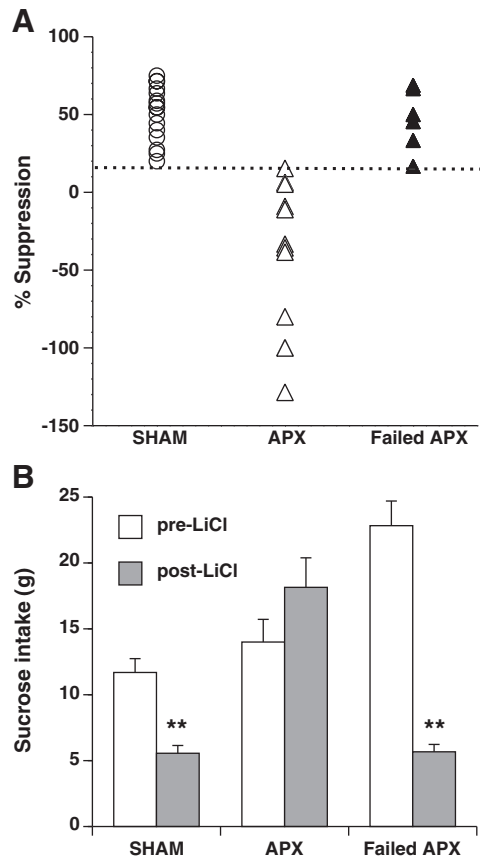 A
% Suppression
100
50
0
-50
-100
-150
SHAM APX Failed APX
B
Sucrose intake (g)
25
20
15
10
5
0
pre-LiCl
post-LiCl
**
**
SHAM APX Failed APX